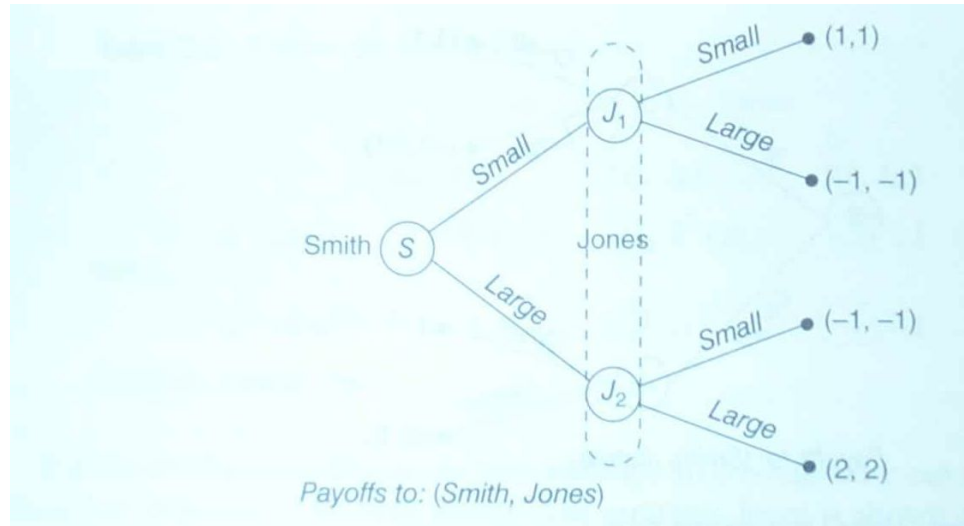 Small
(1,1)
J1
Large
Small
(−1, −1)
Smith
S
Jones
Large
Small
(−1, −1)
J2
Large
(2, 2)
Payoffs to: (Smith, Jones)